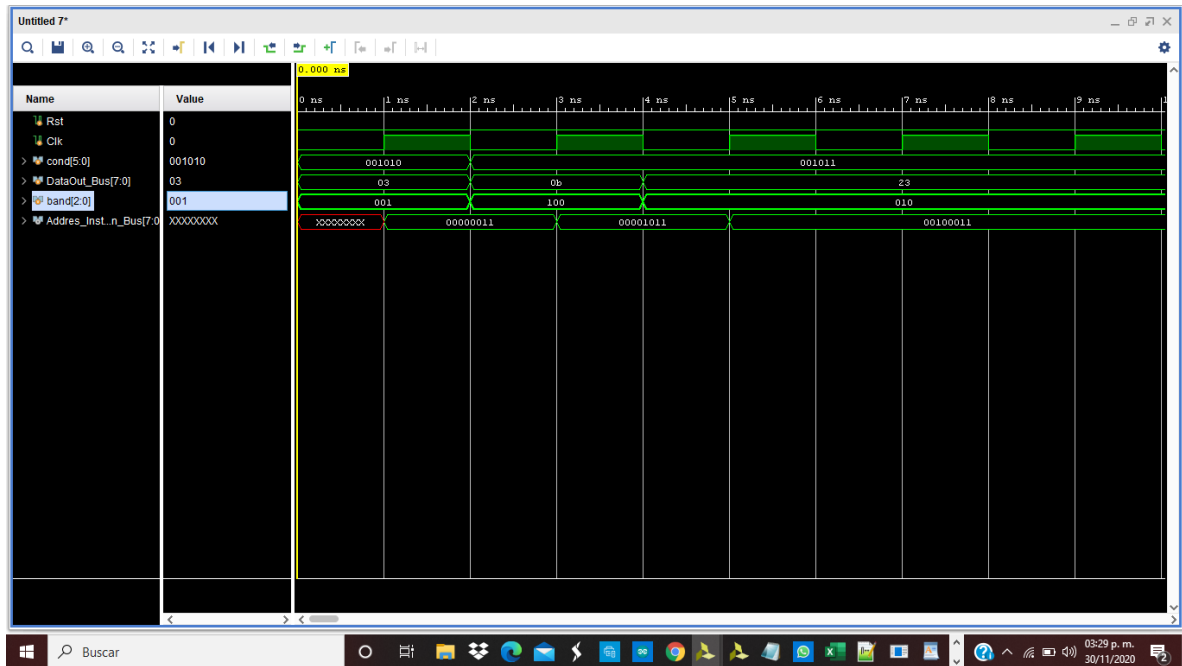 Untitled 7*
0.000 ns
Name Value
0 ns 1 ns 2 ns 3 ns 4 ns 5 ns 6 ns 7 ns 8 ns 9 ns 1
Rst 0
Clk 0
cond[5:0] 001010 001010 001011
DataOut_Bus[7:0] 03 03 0b 23
band[2:0] 001 001 100 010
Addres_Inst...n_Bus[7:0 XXXXXXXX XXXXXXXX 00000011 00001011 00100011
Buscar
03:29 p. m.
30/11/2020
2